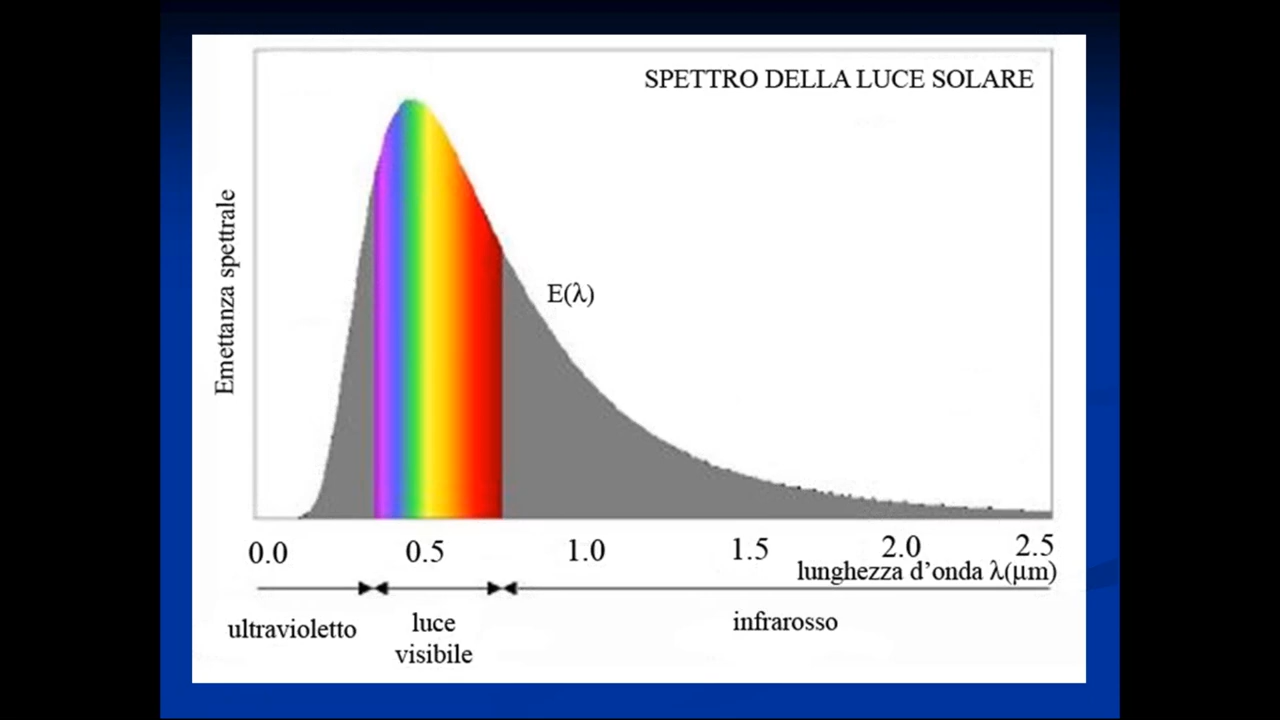 SPETTRO DELLA LUCE SOLARE
Emettanza spettrale
E(λ)
0.0 0.5 1.0 1.5 2.0 2.5
lunghezza d’onda λ(μm)
ultravioletto
luce
visibile
infrarosso